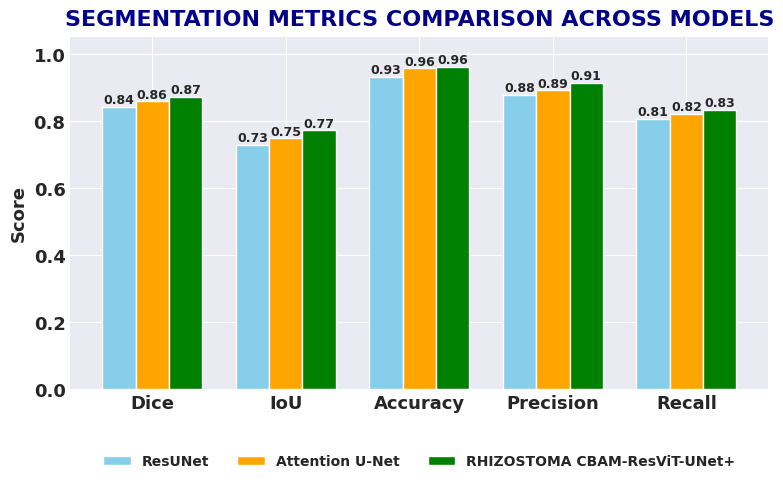 SEGMENTATION METRICS COMPARISON ACROSS MODELS
1.0
0.8
0.6
0.4
0.2
0.0
Score
0.84 0.86 0.87
0.73 0.75 0.77
0.93 0.96 0.96
0.88 0.89 0.91
0.81 0.82 0.83
Dice IoU Accuracy Precision Recall
ResUNet Attention U-Net RHIZOSTOMA CBAM-ResViT-UNet+